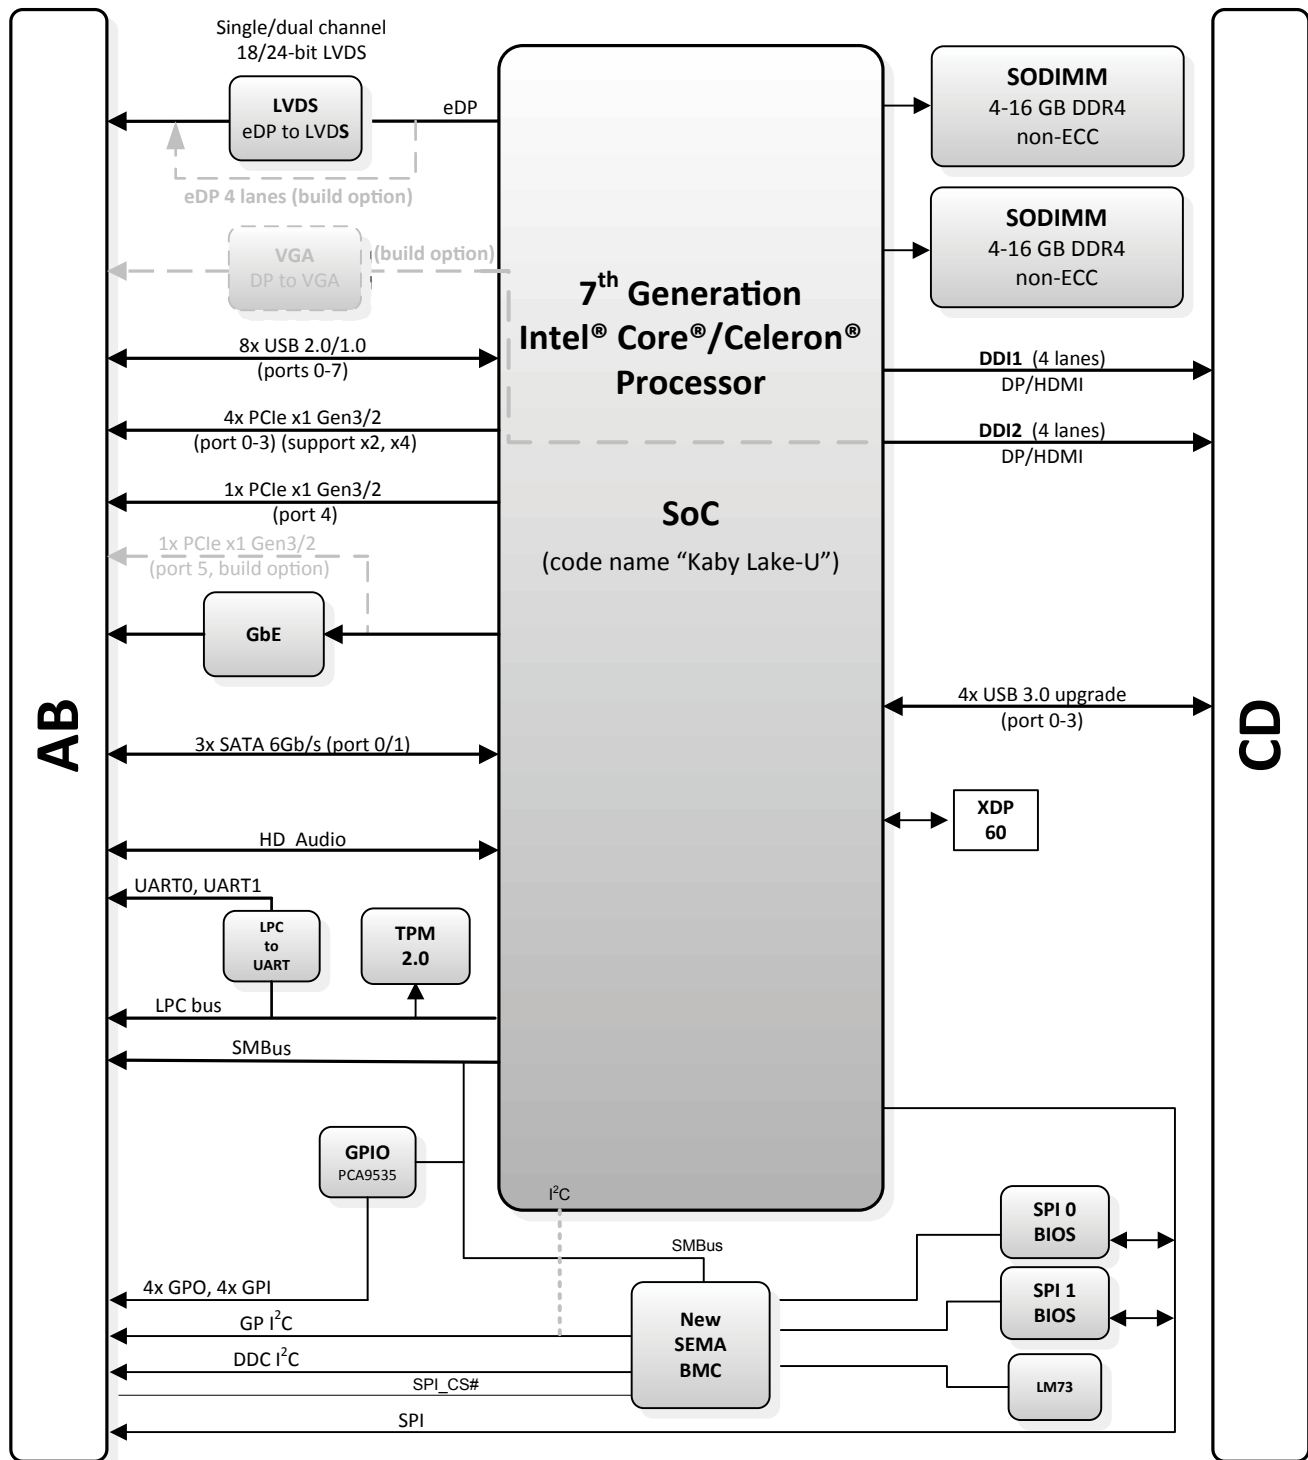 Single/dual channel
18/24-bit LVDS
LVDS
eDP to LVDS
eDP
eDP 4 lanes (build option)
VGA
DP to VGA
(build option)
8x USB 2.0/1.0
(ports 0-7)
4x PCIe x1 Gen3/2
(port 0-3) (support x2, x4)
1x PCIe x1 Gen3/2
(port 4)
1x PCIe x1 Gen3/2
(port 5, build option)
GbE
AB
3x SATA 6Gb/s (port 0/1)
HD Audio
UART0, UART1
LPC
to
UART
TPM
2.0
LPC bus
SMBus
GPIO
PCA9535
4x GPO, 4x GPI
GP I²C
DDC I²C
SPI_CS#
SPI
7th Generation
Intel® Core®/Celeron®
Processor
SoC
(code name “Kaby Lake-U”)
I²C
SMBus
New
SEMA
BMC
SODIMM
4-16 GB DDR4
non-ECC
SODIMM
4-16 GB DDR4
non-ECC
DDI1 (4 lanes)
DP/HDMI
DDI2 (4 lanes)
DP/HDMI
4x USB 3.0 upgrade
(port 0-3)
XDP
60
SPI 0
BIOS
SPI 1
BIOS
LM73
CD